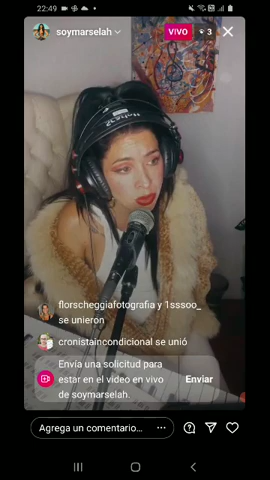 22:49
soymarselah
VIVO
3
florscheggiafotografia y 1sssoo_
se unieron
cronistaincondicional se unió
Envía una solicitud para
estar en el video en vivo
de soymarselah.
Enviar
Agrega un comentario...